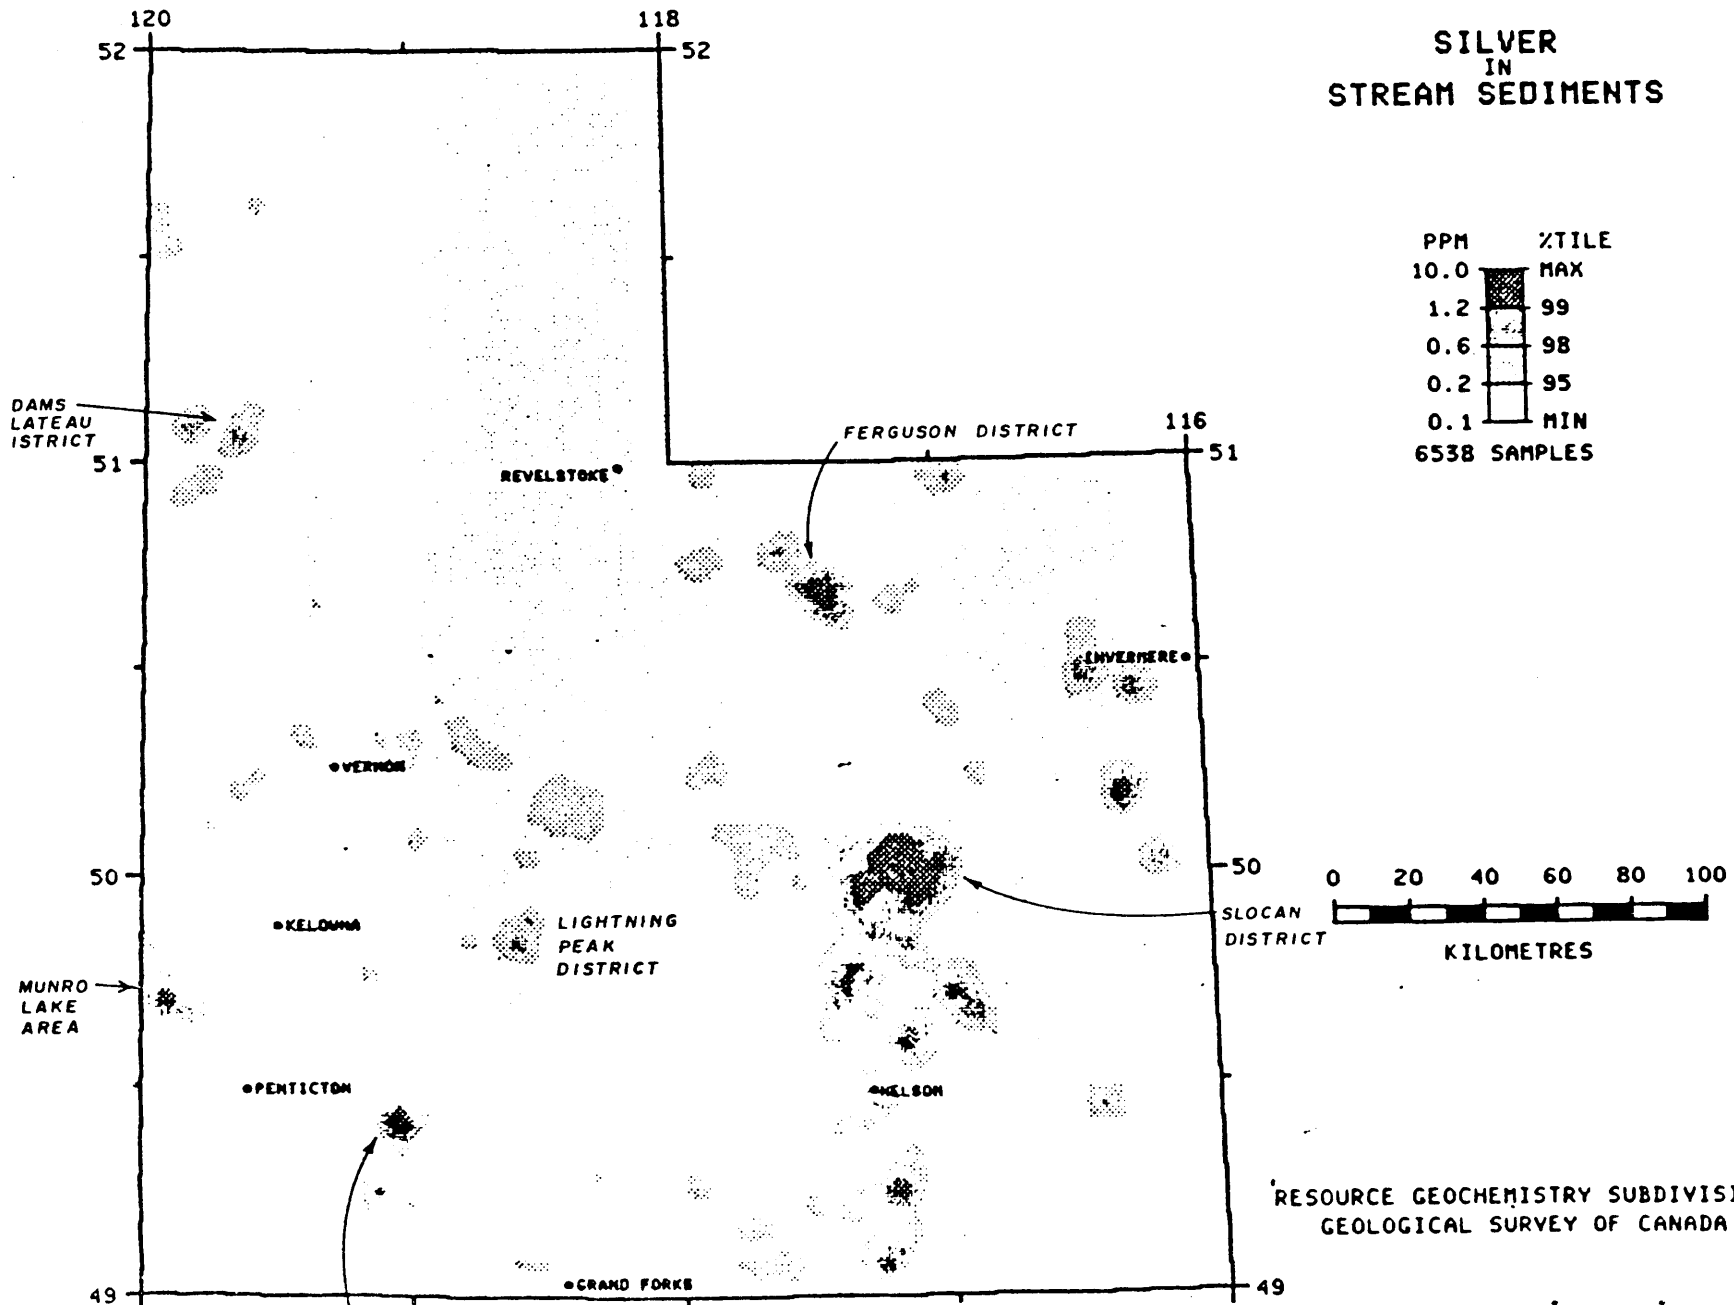 120
118
52
52
SILVER
IN
STREAM SEDIMENTS
PPM %TILE
10.0 MAX
1.2 99
0.6 98
0.2 95
0.1 MIN
6538 SAMPLES
116
DAMS
LATEAU
ISTRICT
FERGUSON DISTRICT
51
51
REVELSTOKE
INVERMERE
VERNON
50
50
0 20 40 60 80 100
KILOMETRES
KELOWNA
LIGHTNING
PEAK
DISTRICT
SLOCAN
DISTRICT
MUNRO
LAKE
AREA
PENTICTON
NELSON
RESOURCE GEOCHEMISTRY SUBDIVISI
GEOLOGICAL SURVEY OF CANADA
GRAND FORKS
49
49